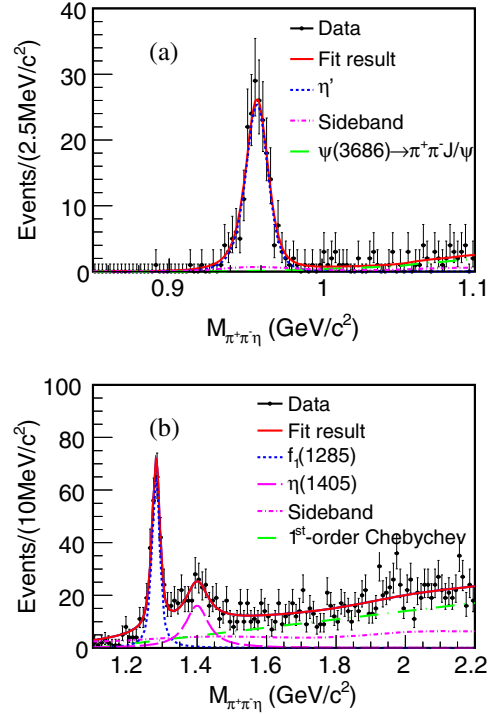 (a)
Data
Fit result
η'
Sideband
ψ(3686)→π⁺π⁻J/ψ
Events/(2.5MeV/c²)
40
30
20
10
0
0.9 1 1.1
M_π⁺π⁻η (GeV/c²)
(b)
Data
Fit result
f₁(1285)
η(1405)
Sideband
1ˢᵗ-order Chebychev
Events/(10MeV/c²)
100
80
60
40
20
0
1.2 1.4 1.6 1.8 2 2.2
M_π⁺π⁻η (GeV/c²)